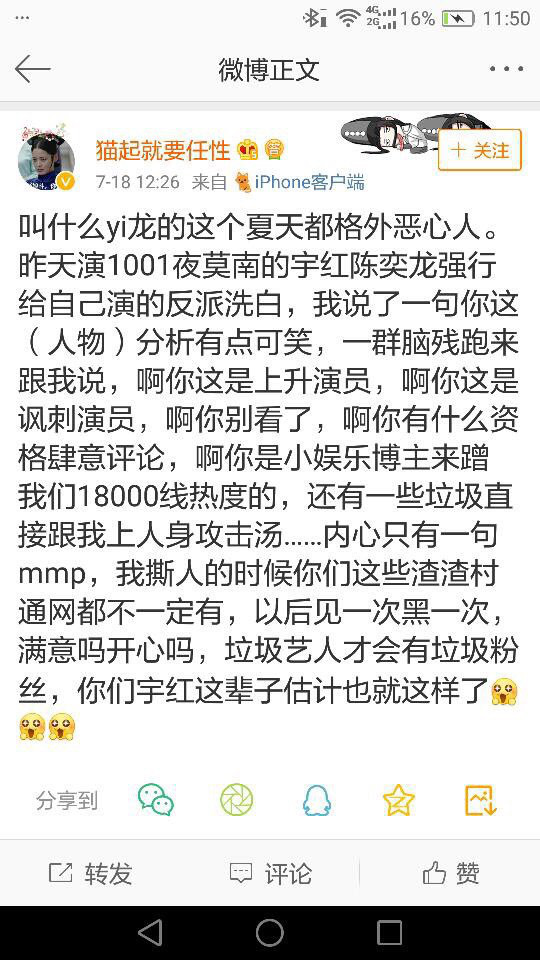 ... 4G 2G 16% 11:50
微博正文
猫起就要任性
+ 关注
7-18 12:26 来自 iPhone客户端
叫什么yi龙的这个夏天都格外恶心人。
昨天演1001夜莫南的宇红陈奕龙强行
给自己演的反派洗白，我说了一句你这
（人物）分析有点可笑，一群脑残跑来
跟我说，啊你这是上升演员，啊你这是
讽刺演员，啊你别看了，啊你有什么资
格肆意评论，啊你是小娱乐博主来蹭
我们18000线热度的，还有一些垃圾直
接跟我上人身攻击汤……内心只有一句
mmp，我撕人的时候你们这些渣渣村
通网都不一定有，以后见一次黑一次，
满意吗开心吗，垃圾艺人才会有垃圾粉
丝，你们宇红这辈子估计也就这样了
分享到
转发 评论 赞